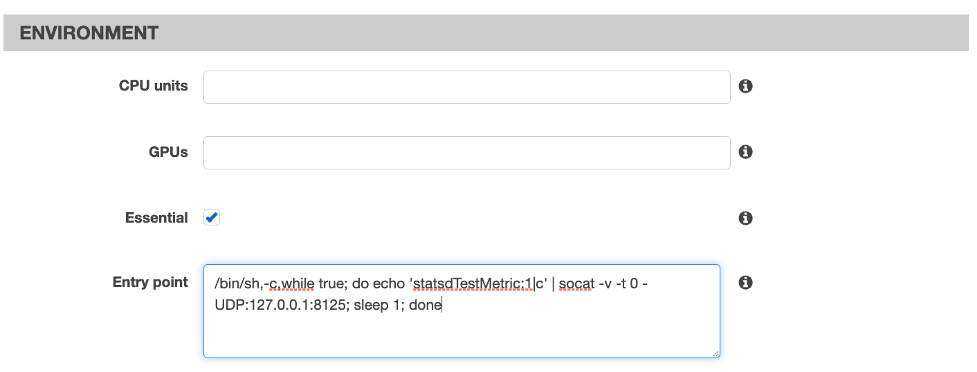 ENVIRONMENT
CPU units
GPUs
Essential
Entry point
/bin/sh,-c,while true; do echo 'statsdTestMetric:1|c' | socat -v -t 0 -
UDP:127.0.0.1:8125; sleep 1; done